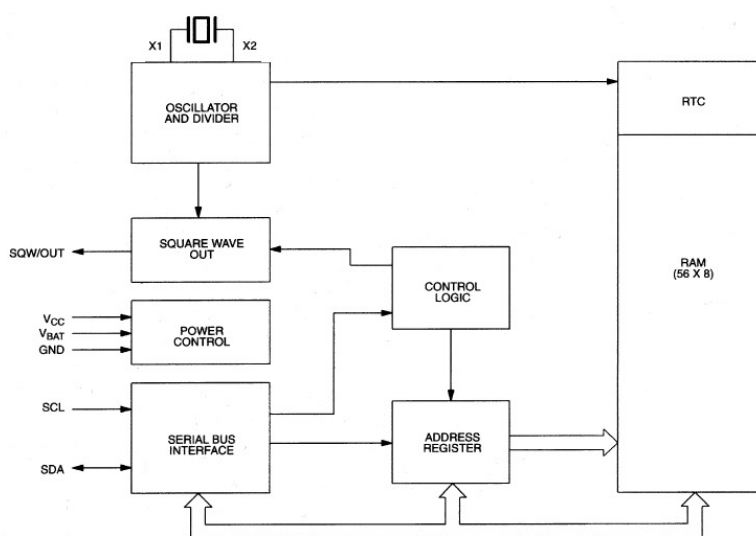 X1
X2
OSCILLATOR
AND DIVIDER
RTC
SQW/OUT
SQUARE WAVE
OUT
CONTROL
LOGIC
RAM
(56 X 8)
VCC
VBAT
GND
POWER
CONTROL
SCL
SDA
SERIAL BUS
INTERFACE
ADDRESS
REGISTER